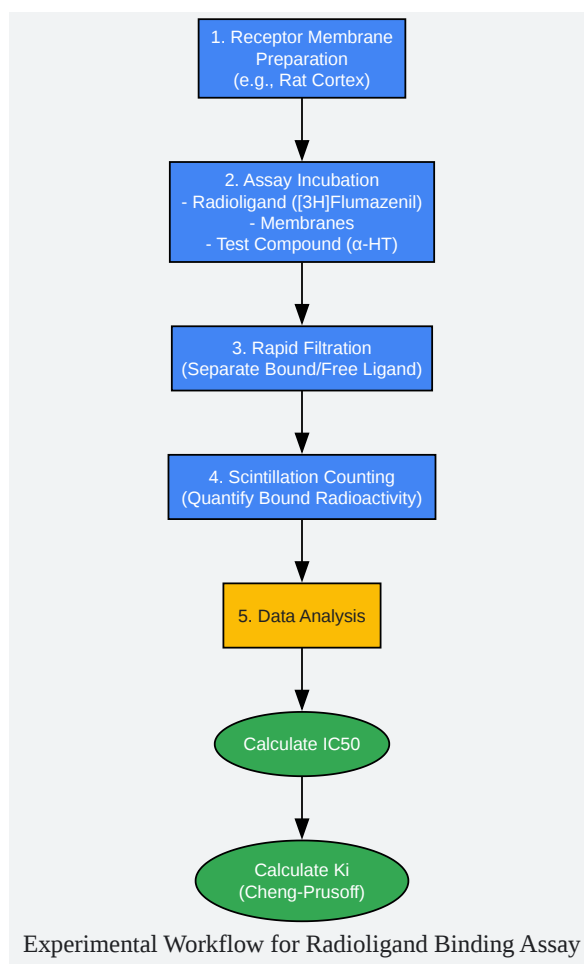 1. Receptor Membrane
Preparation
(e.g., Rat Cortex)
2. Assay Incubation
- Radioligand ([3H]Flumazenil)
- Membranes
- Test Compound (α-HT)
3. Rapid Filtration
(Separate Bound/Free Ligand)
4. Scintillation Counting
(Quantify Bound Radioactivity)
5. Data Analysis
Calculate IC50
Calculate Ki
(Cheng-Prusoff)
Experimental Workflow for Radioligand Binding Assay